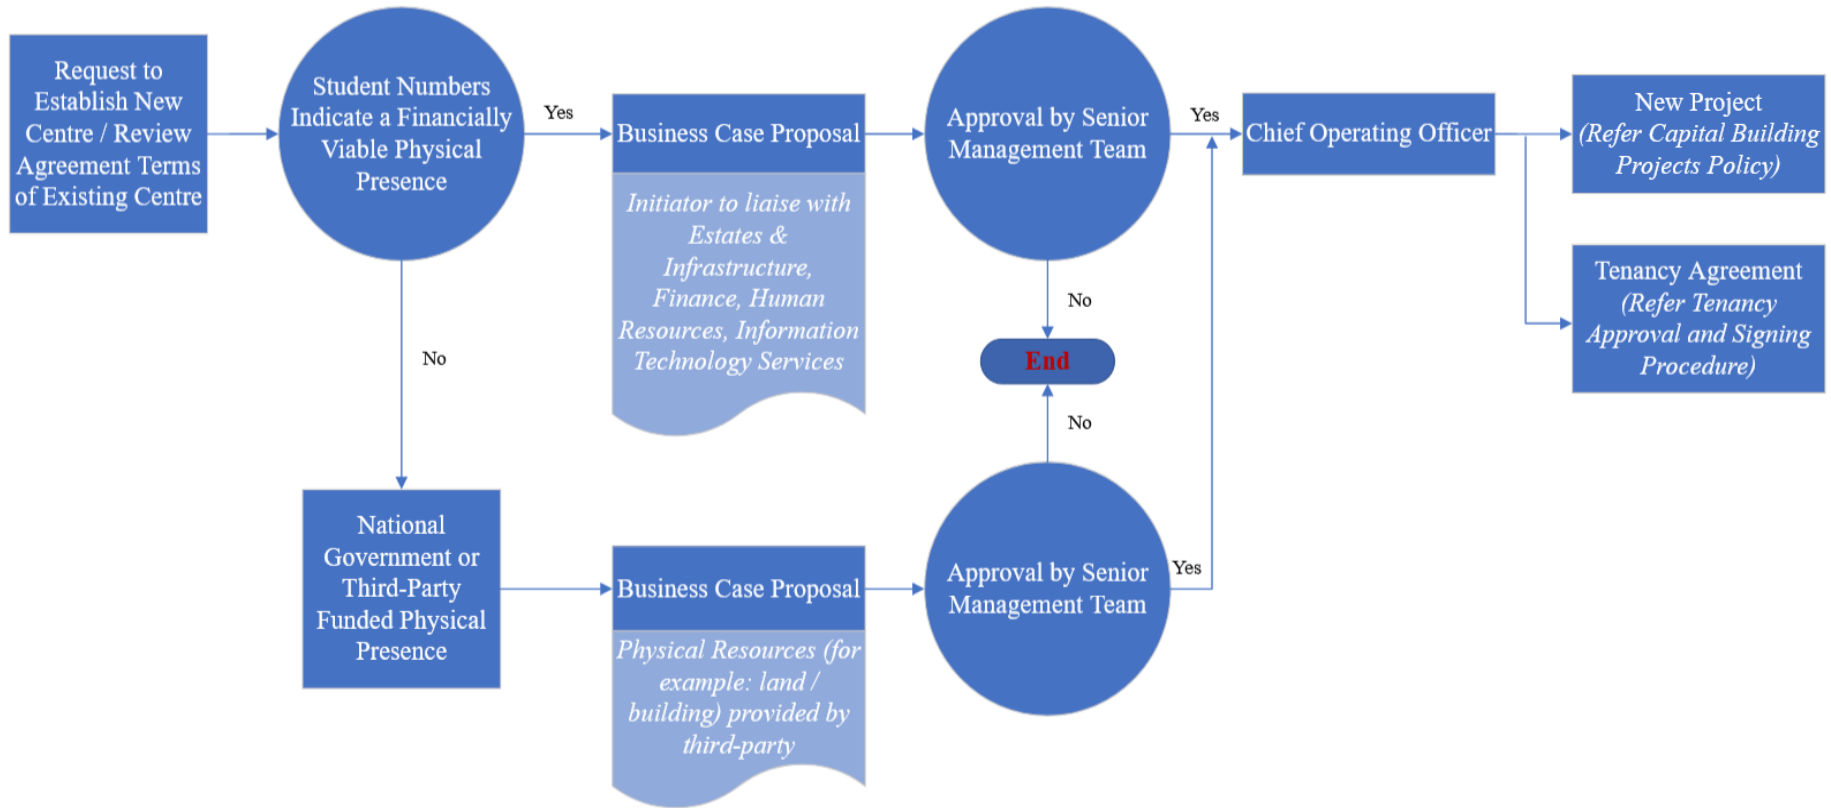 Request to
Establish New
Centre / Review
Agreement Terms
of Existing Centre
Student Numbers
Indicate a Financially
Viable Physical
Presence
Yes
Business Case Proposal
Initiator to liaise with
Estates &
Infrastructure,
Finance, Human
Resources, Information
Technology Services
Approval by Senior
Management Team
Yes
Chief Operating Officer
New Project
(Refer Capital Building
Projects Policy)
Tenancy Agreement
(Refer Tenancy
Approval and Signing
Procedure)
No
End
No
No
National
Government or
Third-Party
Funded Physical
Presence
Business Case Proposal
Physical Resources (for
example: land /
building) provided by
third-party
Approval by Senior
Management Team
Yes